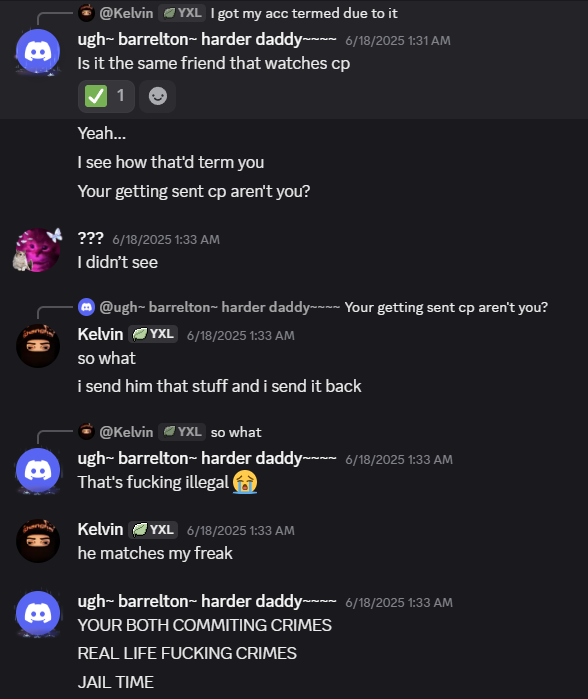 @Kelvin YXL I got my acc termed due to it
ugh~ barrelton~ harder daddy~~~~ 6/18/2025 1:31 AM
Is it the same friend that watches cp
✅ 1
Yeah...
I see how that'd term you
Your getting sent cp aren't you?
??? 6/18/2025 1:33 AM
I didn’t see
@ugh~ barrelton~ harder daddy~~~~ Your getting sent cp aren't you?
Kelvin YXL 6/18/2025 1:33 AM
so what
i send him that stuff and i send it back
@Kelvin YXL so what
ugh~ barrelton~ harder daddy~~~~ 6/18/2025 1:33 AM
That's fucking illegal 😭
Kelvin YXL 6/18/2025 1:33 AM
he matches my freak
ugh~ barrelton~ harder daddy~~~~ 6/18/2025 1:33 AM
YOUR BOTH COMMITING CRIMES
REAL LIFE FUCKING CRIMES
JAIL TIME